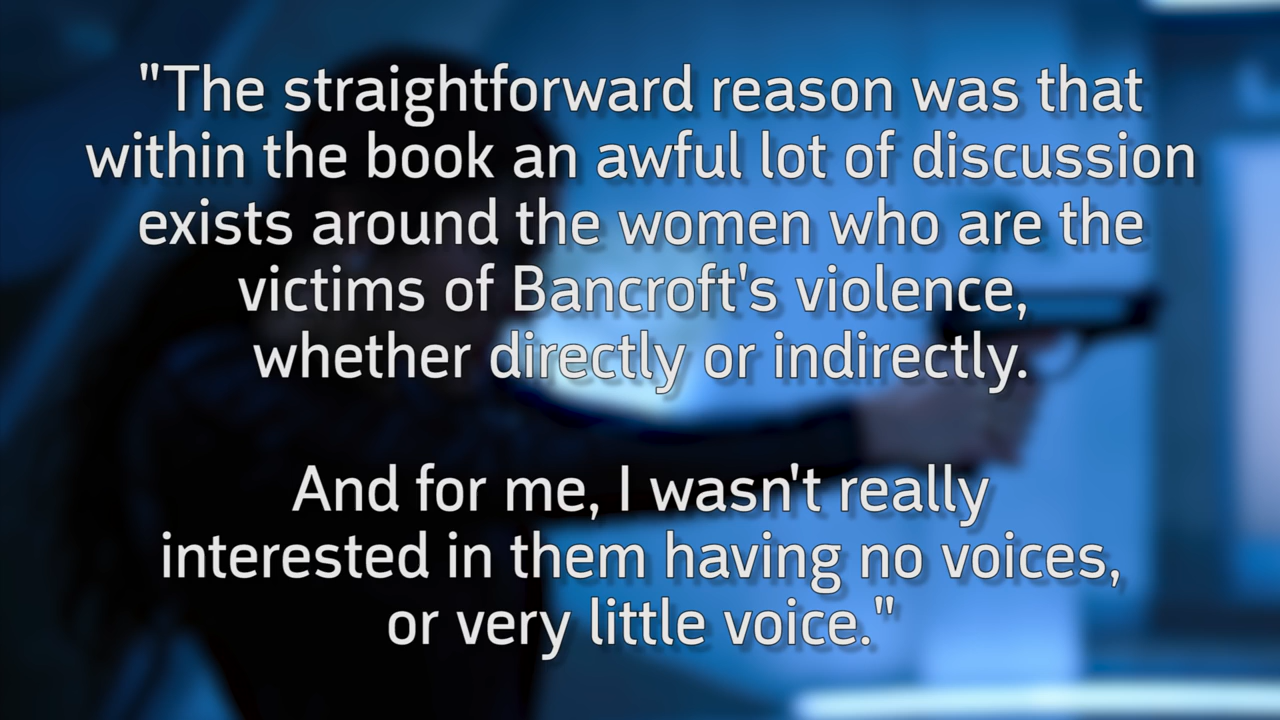 "The straightforward reason was that
within the book an awful lot of discussion
exists around the women who are the
victims of Bancroft's violence,
whether directly or indirectly.
And for me, I wasn't really
interested in them having no voices,
or very little voice."